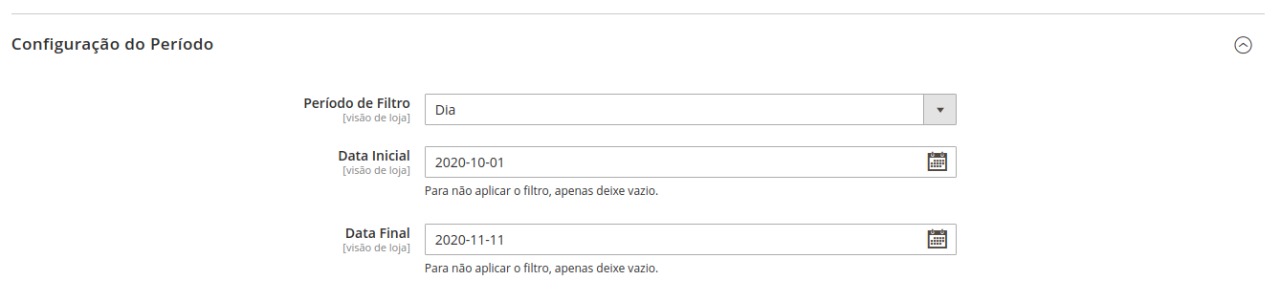 Configuração do Período
Período de Filtro
[visão de loja]
Dia
Data Inicial
[visão de loja]
2020-10-01
Para não aplicar o filtro, apenas deixe vazio.
Data Final
[visão de loja]
2020-11-11
Para não aplicar o filtro, apenas deixe vazio.